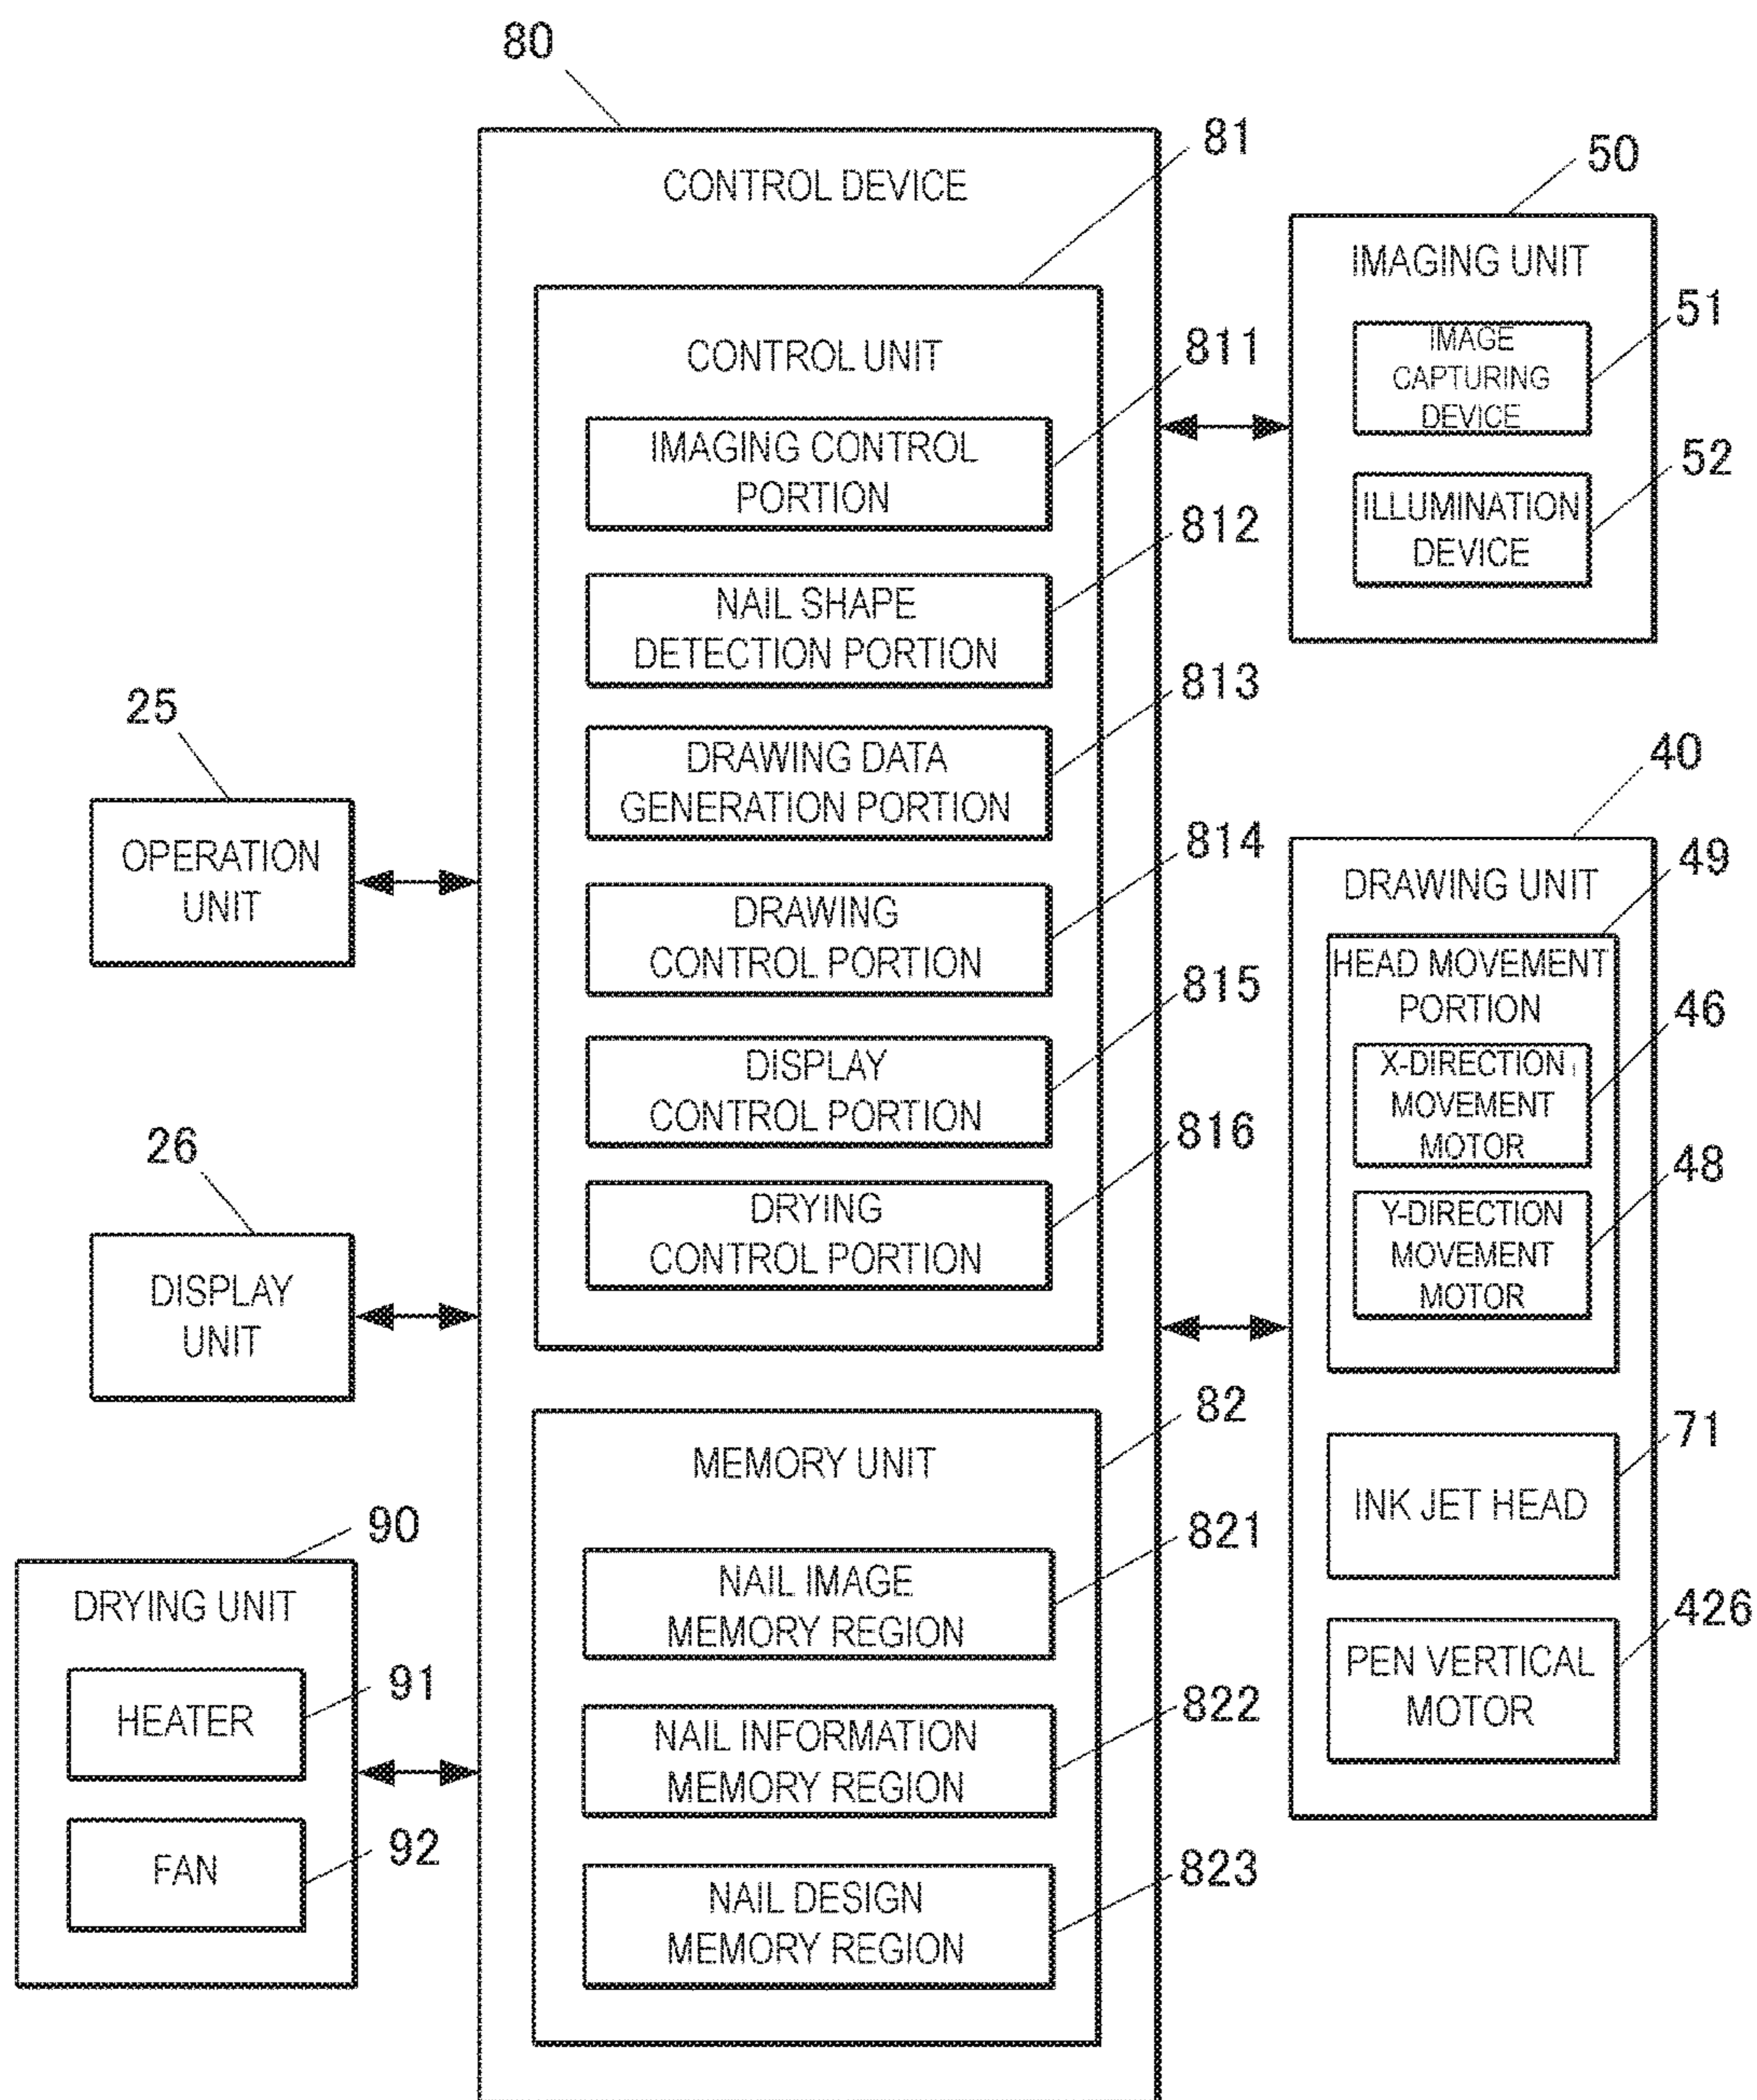 80
CONTROL DEVICE
81
CONTROL UNIT
811
IMAGING CONTROL
PORTION
812
NAIL SHAPE
DETECTION PORTION
813
DRAWING DATA
GENERATION PORTION
814
DRAWING
CONTROL PORTION
815
DISPLAY
CONTROL PORTION
816
DRYING
CONTROL PORTION
82
MEMORY UNIT
821
NAIL IMAGE
MEMORY REGION
822
NAIL INFORMATION
MEMORY REGION
823
NAIL DESIGN
MEMORY REGION
25
OPERATION
UNIT
26
DISPLAY
UNIT
90
DRYING UNIT
91
HEATER
92
FAN
50
IMAGING UNIT
51
IMAGE
CAPTURING
DEVICE
52
ILLUMINATION
DEVICE
40
DRAWING UNIT
49
HEAD MOVEMENT
PORTION
46
X-DIRECTION
MOVEMENT
MOTOR
48
Y-DIRECTION
MOVEMENT
MOTOR
71
INK JET HEAD
426
PEN VERTICAL
MOTOR